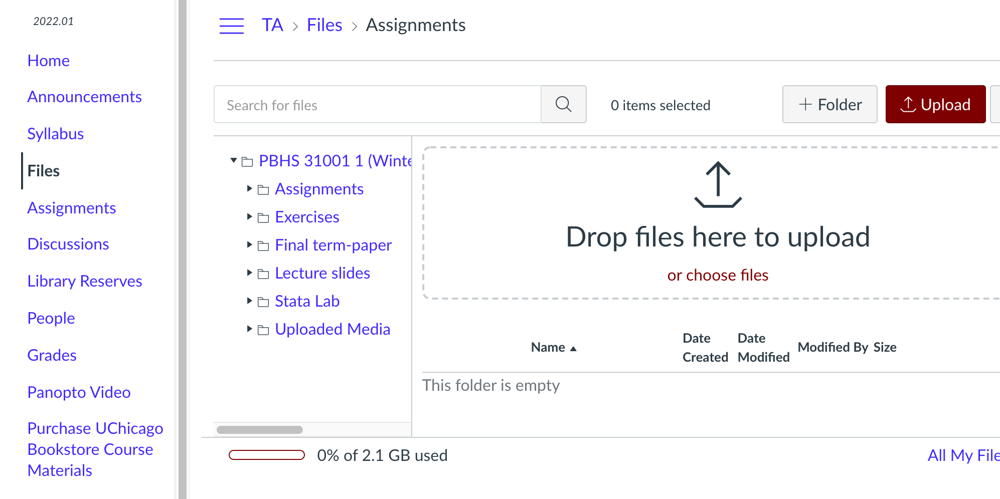 2022.01
Home
Announcements
Syllabus
Files
Assignments
Discussions
Library Reserves
People
Grades
Panopto Video
Purchase UChicago
Bookstore Course
Materials
TA > Files > Assignments
Search for files
0 items selected
+ Folder
Upload
PBHS 31001 1 (Winte
Assignments
Exercises
Final term-paper
Lecture slides
Stata Lab
Uploaded Media
Drop files here to upload
or choose files
Name ▲
Date Created
Date Modified
Modified By
Size
This folder is empty
0% of 2.1 GB used
All My File